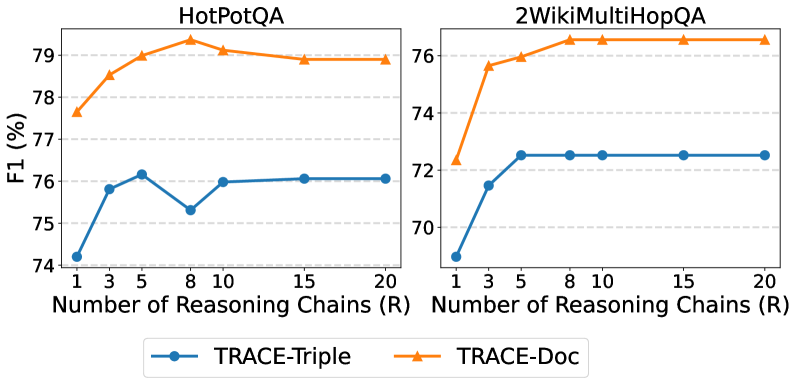 HotPotQA
79
78
77
76
75
74
F1 (%)
1 3 5 8 10 15 20
Number of Reasoning Chains (R)
2WikiMultiHopQA
76
74
72
70
1 3 5 8 10 15 20
Number of Reasoning Chains (R)
TRACE-Triple
TRACE-Doc